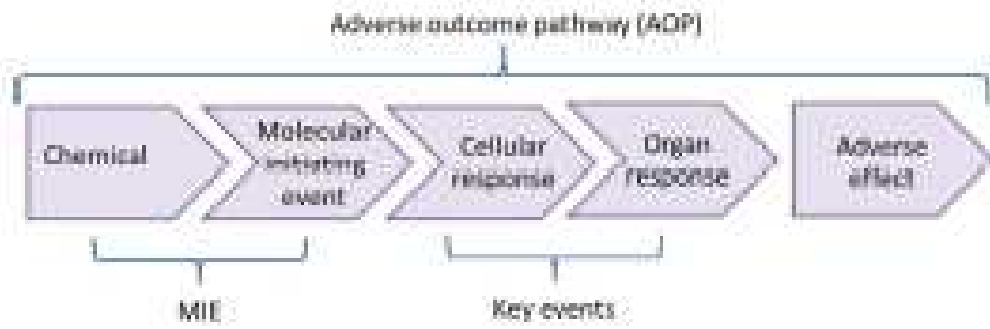 Adverse outcome pathway (AOP)
Chemical
Molecular
initiating
event
Cellular
response
Organ
response
Adverse
effect
MIE
Key events